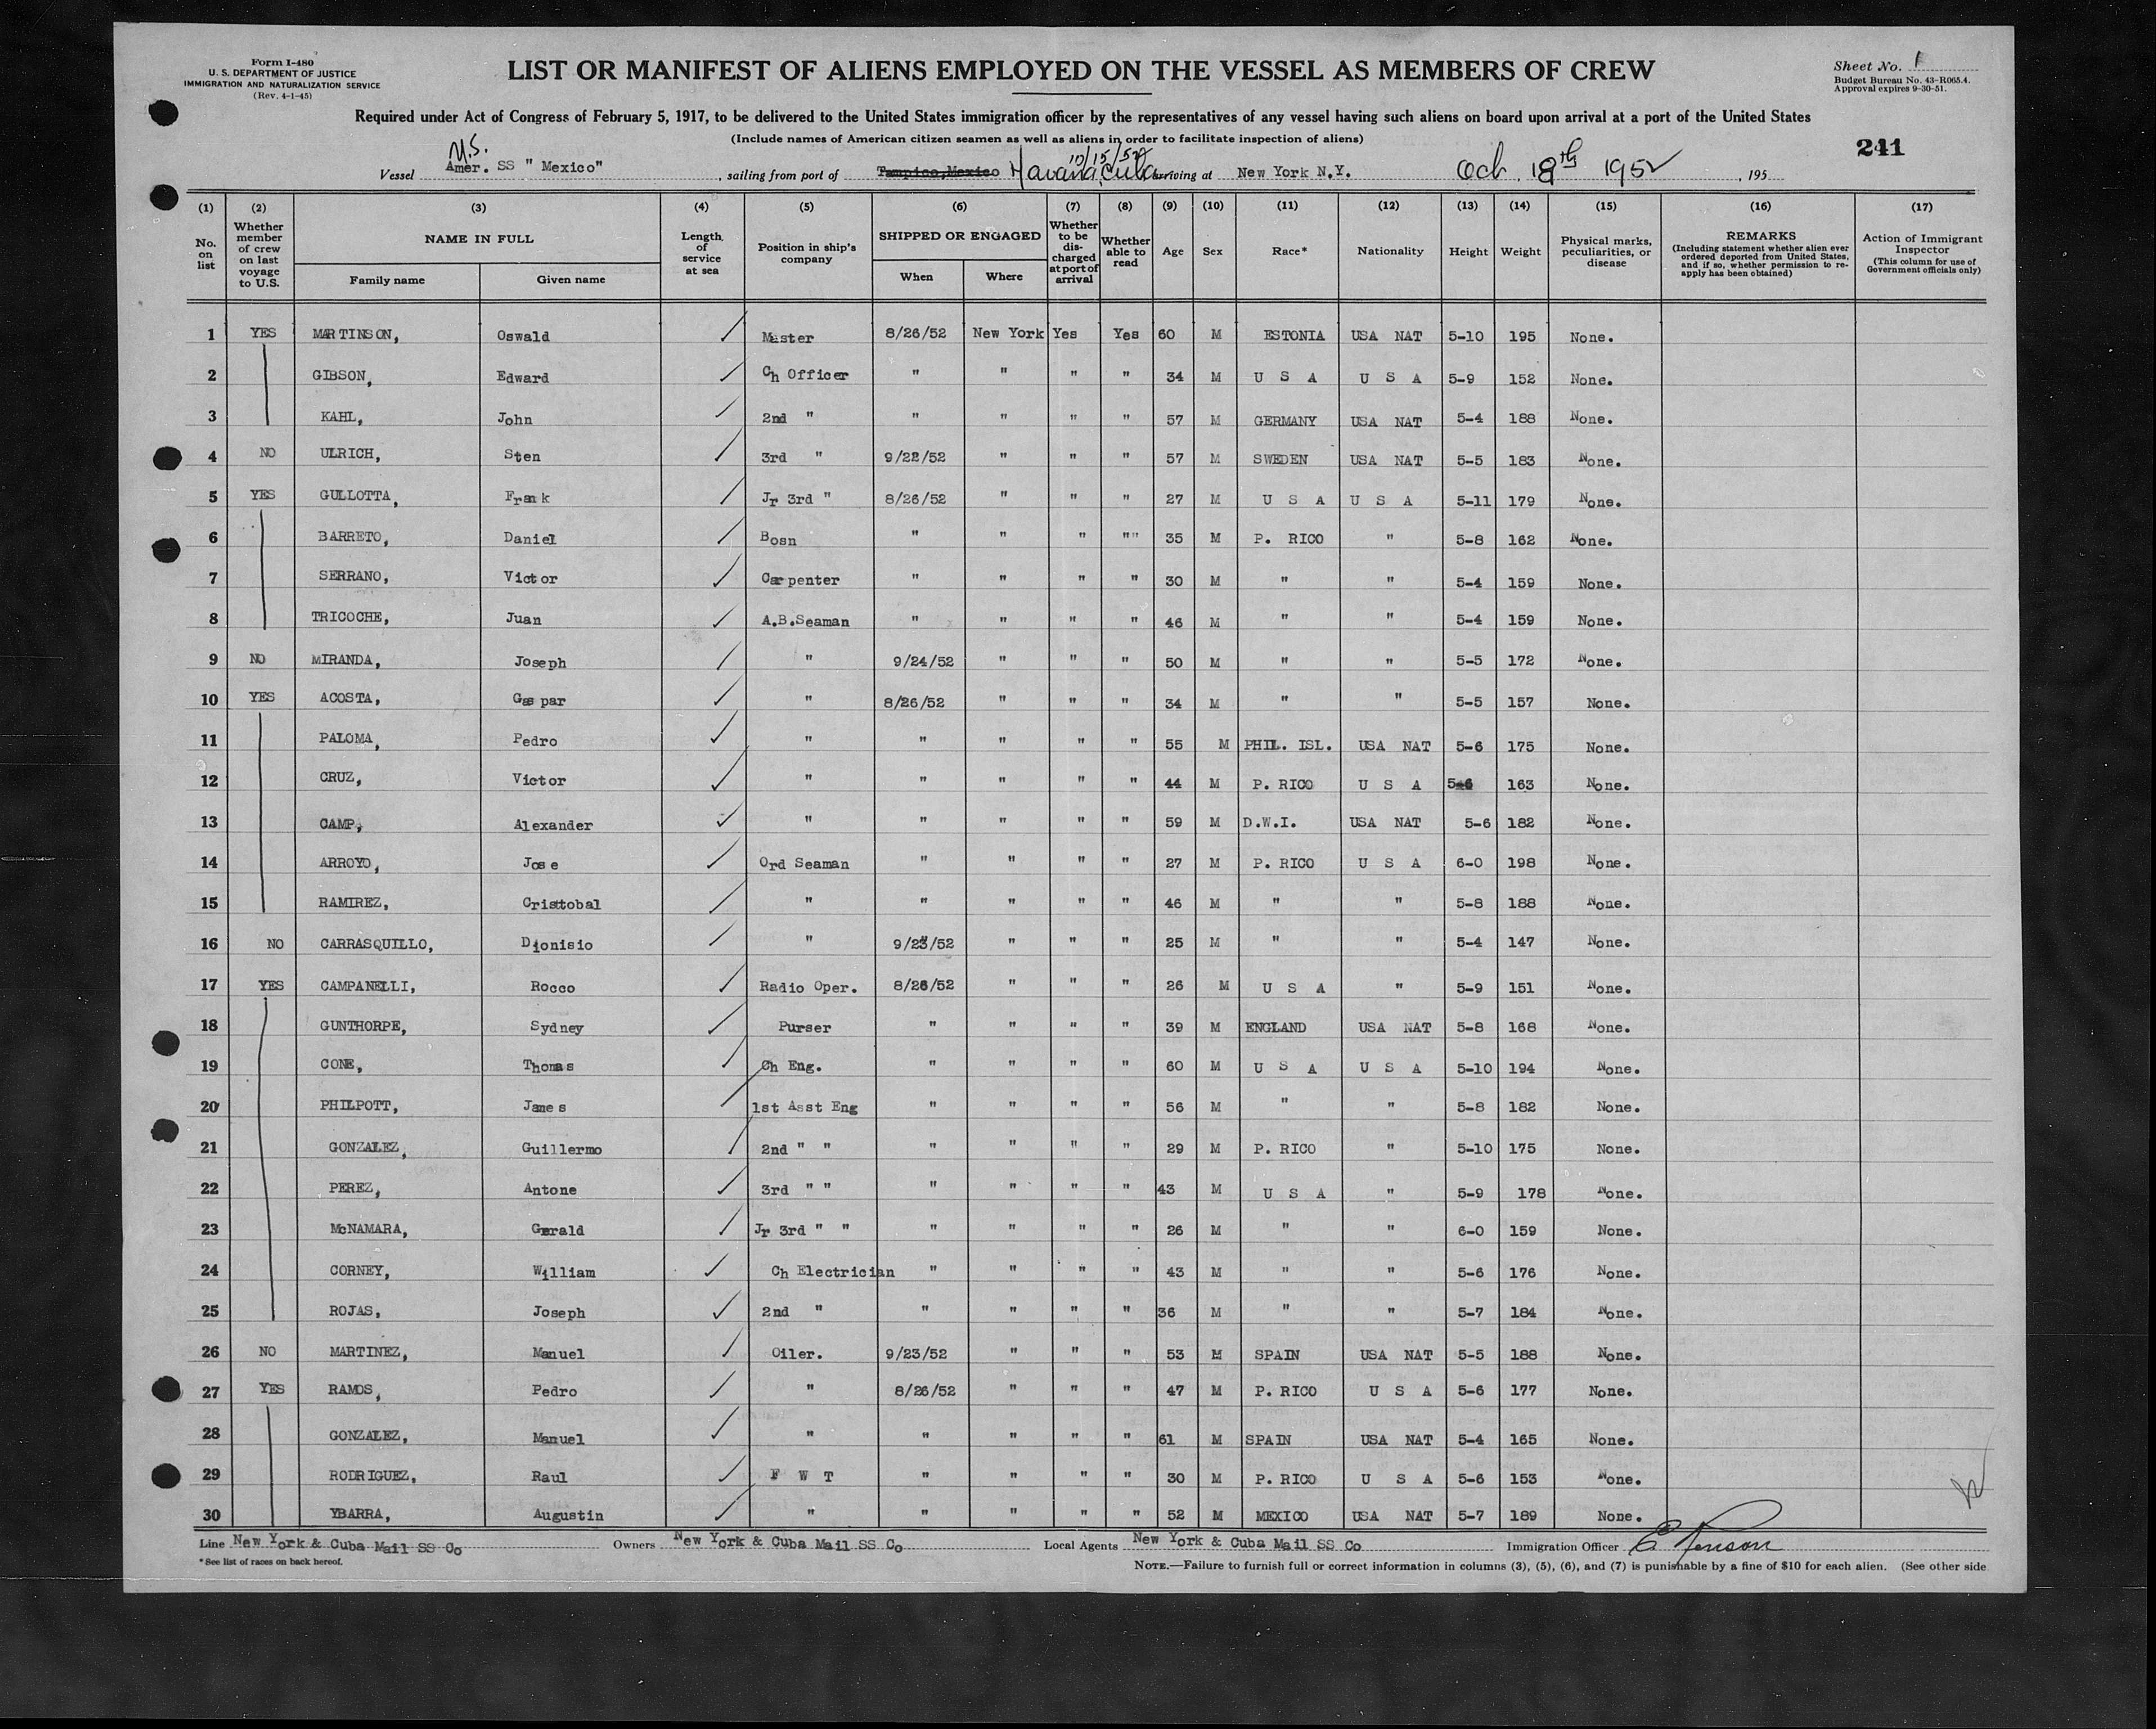 Form I-480
U. S. DEPARTMENT OF JUSTICE
IMMIGRATION AND NATURALIZATION SERVICE
(Rev. 4-1-45)
LIST OR MANIFEST OF ALIENS EMPLOYED ON THE VESSEL AS MEMBERS OF CREW
Sheet No. 1
Budget Bureau No. 43-R065.4.
Approval expires 9-30-51.
Required under Act of Congress of February 5, 1917, to be delivered to the United States immigration officer by the representatives of any vessel having such aliens on board upon arrival at a port of the United States
(Include names of American citizen seamen as well as aliens in order to facilitate inspection of aliens)
241
U.S. 10/15/52
Vessel Amer. SS "Mexico", sailing from port of Tampico,Mexico Havana, Cuba arriving at New York N.Y. Oct 18th 1952, 195
(1) (2) (3) (4) (5) (6) (7) (8) (9) (10) (11) (12) (13) (14) (15) (16) (17)
No. on list Whether member of crew on last voyage to U.S. NAME IN FULL Family name Given name Length of service at sea Position in ship's company SHIPPED OR ENGAGED When Where Whether to be discharged at port of arrival Whether able to read Age Sex Race* Nationality Height Weight Physical marks, peculiarities, or disease REMARKS (Including statement whether alien ever ordered deported from United States, and if so, whether permission to re-apply has been obtained) Action of Immigrant Inspector (This column for use of Government officials only)
1 YES MARTINSON, Oswald Master 8/26/52 New York Yes Yes 60 M ESTONIA USA NAT 5-10 195 None.
2 GIBSON, Edward Ch Officer " " " " 34 M U S A U S A 5-9 152 None.
3 KAHL, John 2nd " " " " " 57 M GERMANY USA NAT 5-4 188 None.
4 NO ULRICH, Sten 3rd " 9/22/52 " " " 57 M SWEDEN USA NAT 5-5 183 None.
5 YES GULLOTTA, Frank Jr 3rd " 8/26/52 " " " 27 M U S A U S A 5-11 179 None.
6 BARRETO, Daniel Bosn " " " "" 35 M P. RICO " 5-8 162 None.
7 SERRANO, Victor Carpenter " " " " 30 M " " 5-4 159 None.
8 TRICOCHE, Juan A.B.Seaman " " " " 46 M " " 5-4 159 None.
9 NO MIRANDA, Joseph " 9/24/52 " " " 50 M " " 5-5 172 None.
10 YES ACOSTA, Gaspar " 8/26/52 " " " 34 M " " 5-5 157 None.
11 PALOMA, Pedro " " " " " 55 M PHIL. ISL. USA NAT 5-6 175 None.
12 CRUZ, Victor " " " " " 44 M P. RICO U S A 5-6 163 None.
13 CAMP, Alexander " " " " " 59 M D.W.I. USA NAT 5-6 182 None.
14 ARROYO, Jose Ord Seaman " " " " 27 M P. RICO U S A 6-0 198 None.
15 RAMIREZ, Cristtobal " " " " " 46 M " " 5-8 188 None.
16 NO CARRASQUILLO, Dionisio " 9/23/52 " " " 25 M " " 5-4 147 None.
17 YES CAMPANELLI, Rocco Radio Oper. 8/26/52 " " " 26 M U S A " 5-9 151 None.
18 GUNTHORPE, Sydney Purser " " " " 39 M ENGLAND USA NAT 5-8 168 None.
19 CONE, Thomas Ch Eng. " " " " 60 M U S A U S A 5-10 194 None.
20 PHILPOTT, James 1st Asst Eng " " " " 56 M " " 5-8 182 None.
21 GONZALEZ, Guillermo 2nd " " " " " " 29 M P. RICO " 5-10 175 None.
22 PEREZ, Antone 3rd " " " " " " 43 M U S A " 5-9 178 None.
23 McNAMARA, Gerald Jr 3rd " " " " " " 26 M " " 6-0 159 None.
24 CORNEY, William Ch Electrician " " " " 43 M " " 5-6 176 None.
25 ROJAS, Joseph 2nd " " " " " 36 M " " 5-7 184 None.
26 NO MARTINEZ, Manuel Oiler. 9/23/52 " " " 53 M SPAIN USA NAT 5-5 188 None.
27 YES RAMOS, Pedro " 8/26/52 " " " 47 M P. RICO U S A 5-6 177 None.
28 GONZALEZ, Manuel " " " " " 61 M SPAIN USA NAT 5-4 165 None.
29 RODRIGUEZ, Raul F W T " " " " 30 M P. RICO U S A 5-6 153 None.
30 YBARRA, Augustin " " " " " 52 M MEXICO USA NAT 5-7 189 None.
Line New York & Cuba Mail SS Co Owners New York & Cuba Mail SS Co Local Agents New York & Cuba Mail SS Co Immigration Officer
*See list of races on back hereof.
NOTE.—Failure to furnish full or correct information in columns (3), (5), (6), and (7) is punishable by a fine of $10 for each alien. (See other side